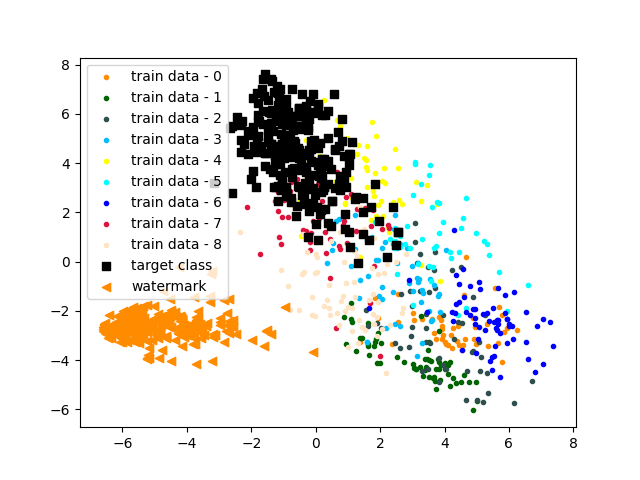 8
6
4
2
0
−2
−4
−6
train data - 0
train data - 1
train data - 2
train data - 3
train data - 4
train data - 5
train data - 6
train data - 7
train data - 8
target class
watermark
−6 −4 −2 0 2 4 6 8